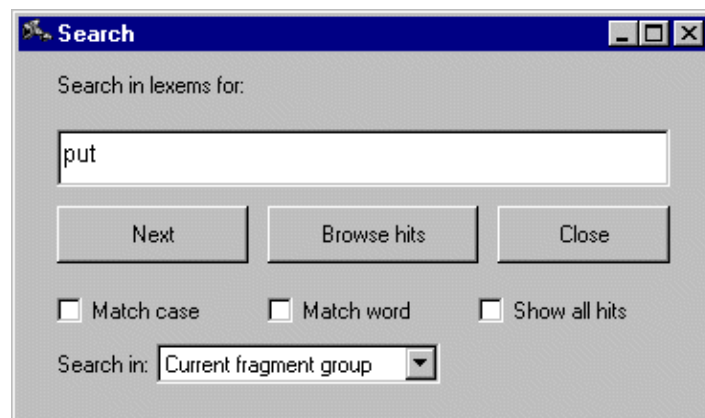 Search
Search in lexems for:
put
Next Browse hits Close
Match case Match word Show all hits
Search in: Current fragment group